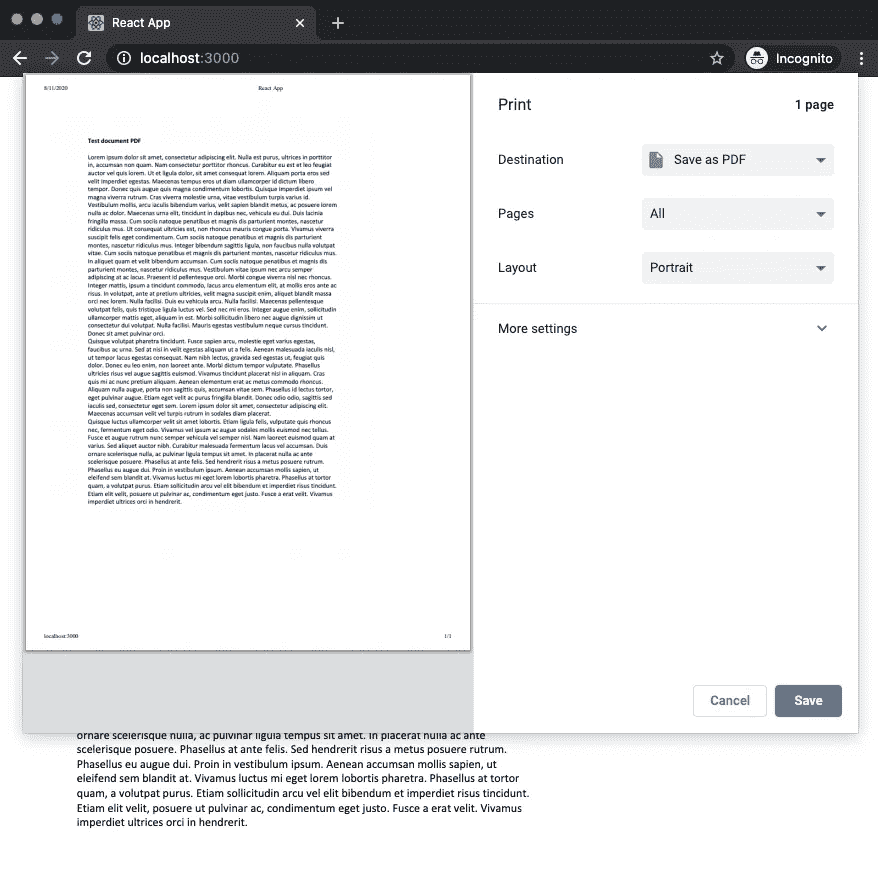 React App
localhost:3000
Incognito
8/11/2020 React App
Test document PDF
Lorem ipsum dolor sit amet, consectetur adipiscing elit. Nulla est purus, ultrices in porttitor
in, accumsan non quam. Nam consectetur porttitor rhoncus. Curabitur eu est et leo feugiat
auctor vel quis lorem. Ut et ligula dolor, sit amet consequat lorem. Aliquam porta eros sed
velit imperdiet egestas. Maecenas tempus eros ut diam ullamcorper id dictum libero
tempor. Donec quis augue quis magna condimentum lobortis. Quisque imperdiet ipsum vel
magna viverra rutrum. Cras viverra molestie urna, vitae vestibulum turpis varius id.
Vestibulum mollis, arcu iaculis bibendum varius, velit sapien blandit metus, ac posuere lorem
nulla ac dolor. Maecenas urna elit, tincidunt in dapibus nec, vehicula eu dui. Duis lacinia
fringilla massa. Cum sociis natoque penatibus et magnis dis parturient montes, nascetur
ridiculus mus. Ut consequat ultricies est, non rhoncus mauris congue porta. Vivamus viverra
suscipit felis eget condimentum. Cum sociis natoque penatibus et magnis dis parturient
montes, nascetur ridiculus mus. Integer bibendum sagittis ligula, non faucibus nulla volutpat
vitae. Cum sociis natoque penatibus et magnis dis parturient montes, nascetur ridiculus mus.
In aliquet quam et velit bibendum accumsan. Cum sociis natoque penatibus et magnis dis
parturient montes, nascetur ridiculus mus. Vestibulum vitae ipsum nec arcu semper
adipiscing at ac lacus. Praesent id pellentesque orci. Morbi congue viverra nisl nec rhoncus.
Integer mattis, ipsum a tincidunt commodo, lacus arcu elementum elit, at mollis eros ante ac
risus. In volutpat, ante at pretium ultricies, velit magna suscipit enim, aliquet blandit massa
orci nec lorem. Nulla facilisi. Duis eu vehicula arcu. Nulla facilisi. Maecenas pellentesque
volutpat felis, quis tristique ligula luctus vel. Sed nec mi eros. Integer augue enim, sollicitudin
ullamcorper mattis eget, aliquam in est. Morbi sollicitudin libero nec augue dignissim ut
consectetur dui volutpat. Nulla facilisi. Mauris egestas vestibulum neque cursus tincidunt.
Donec sit amet pulvinar orci.
Quisque volutpat pharetra tincidunt. Fusce sapien arcu, molestie eget varius egestas,
faucibus ac urna. Sed at nisi in velit egestas aliquam ut a felis. Aenean malesuada iaculis nisl,
ut tempor lacus egestas consequat. Nam nibh lectus, gravida sed egestas ut, feugiat quis
dolor. Donec eu leo enim, non laoreet ante. Morbi dictum tempor vulputate. Phasellus
ultricies risus vel augue sagittis euismod. Vivamus tincidunt placerat nisi in aliquam. Cras
quis mi ac nunc pretium aliquam. Aenean elementum erat ac metus commodo rhoncus.
Aliquam nulla augue, porta non sagittis quis, accumsan vitae sem. Phasellus id lectus tortor,
eget pulvinar augue. Etiam eget velit ac purus fringilla blandit. Donec odio odio, sagittis sed
iaculis sed, consectetur eget sem. Lorem ipsum dolor sit amet, consectetur adipiscing elit.
Maecenas accumsan velit vel turpis rutrum in sodales diam placerat.
Quisque luctus ullamcorper velit sit amet lobortis. Etiam ligula felis, vulputate quis rhoncus
nec, fermentum eget odio. Vivamus vel ipsum ac augue sodales mollis euismod nec tellus.
Fusce et augue rutrum nunc semper vehicula vel semper nisl. Nam laoreet euismod quam at
varius. Sed aliquet auctor nibh. Curabitur malesuada fermentum lacus vel accumsan. Duis
ornare scelerisque nulla, ac pulvinar ligula tempus sit amet. In placerat nulla ac ante
scelerisque posuere. Phasellus at ante felis. Sed hendrerit risus a metus posuere rutrum.
Phasellus eu augue dui. Proin in vestibulum ipsum. Aenean accumsan mollis sapien, ut
eleifend sem blandit at. Vivamus luctus mi eget lorem lobortis pharetra. Phasellus at tortor
quam, a volutpat purus. Etiam sollicitudin arcu vel elit bibendum et imperdiet risus tincidunt.
Etiam elit velit, posuere ut pulvinar ac, condimentum eget justo. Fusce a erat velit. Vivamus
imperdiet ultrices orci in hendrerit.
localhost:3000 1/1
Print 1 page
Destination Save as PDF
Pages All
Layout Portrait
More settings
Cancel Save
ornare scelerisque nulla, ac pulvinar ligula tempus sit amet. In placerat nulla ac ante
scelerisque posuere. Phasellus at ante felis. Sed hendrerit risus a metus posuere rutrum.
Phasellus eu augue dui. Proin in vestibulum ipsum. Aenean accumsan mollis sapien, ut
eleifend sem blandit at. Vivamus luctus mi eget lorem lobortis pharetra. Phasellus at tortor
quam, a volutpat purus. Etiam sollicitudin arcu vel elit bibendum et imperdiet risus tincidunt.
Etiam elit velit, posuere ut pulvinar ac, condimentum eget justo. Fusce a erat velit. Vivamus
imperdiet ultrices orci in hendrerit.